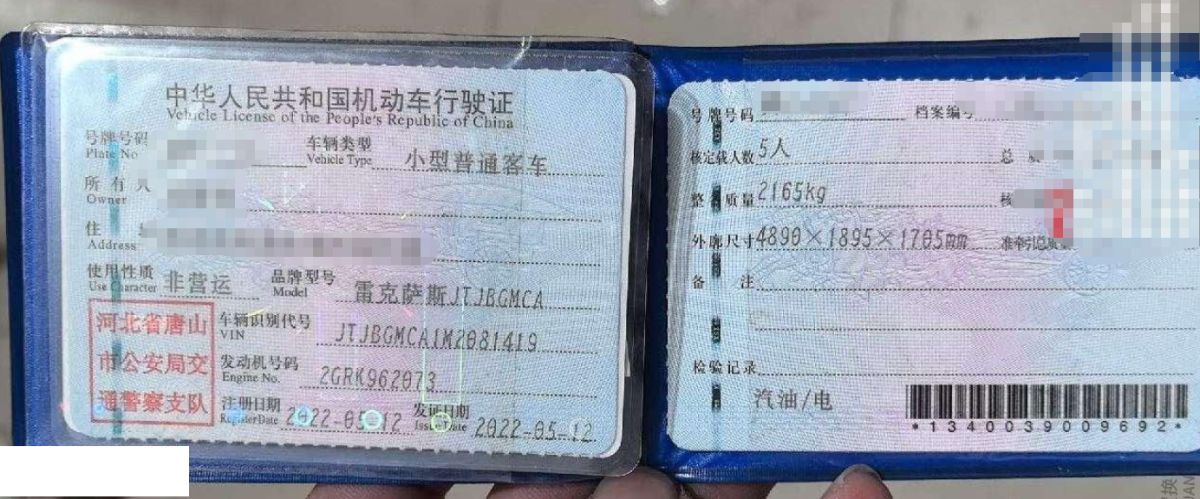 中华人民共和国机动车行驶证
Vehicle License of the People's Republic of China
号牌号码
Plate No
车辆类型
Vehicle Type
小型普通客车
所有人
Owner
住
Address
使用性质
Use Character
非营运
品牌型号
Model
雷克萨斯JTJBGMCA
河北省唐山
市公安局交
通警察支队
车辆识别代号
VIN
JTJBGMCA1M2081419
发动机号码
Engine No.
2GRK962073
注册日期
Register Date
2022-05-12
发证日期
Issue Date
2022-05-12
号牌号码
档案编号
核定载人数 5人
总
整 质量 2165kg
核
外廓尺寸 4890×1895×1705mm
准牵引总质
备 注
检验记录
汽油/电
*1340039009692*